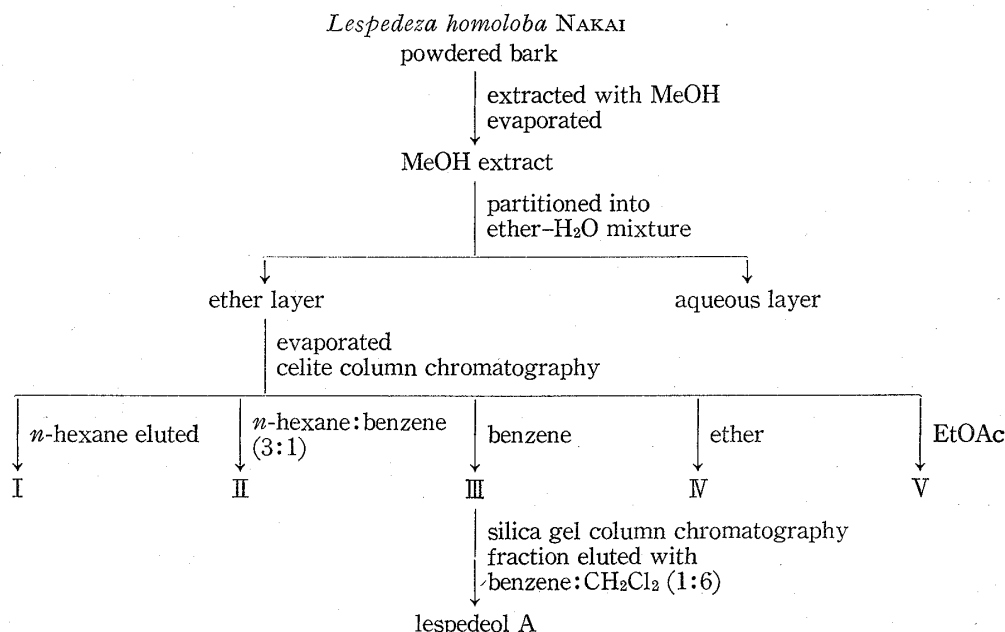 Lespedeza homoloba NAKAI
powdered bark
extracted with MeOH
evaporated
MeOH extract
partitioned into
ether-H₂O mixture
ether layer
aqueous layer
evaporated
celite column chromatography
n-hexane eluted
n-hexane:benzene
(3:1)
benzene
ether
EtOAc
I
II
III
IV
V
silica gel column chromatography
fraction eluted with
benzene:CH₂Cl₂ (1:6)
lespedeol A